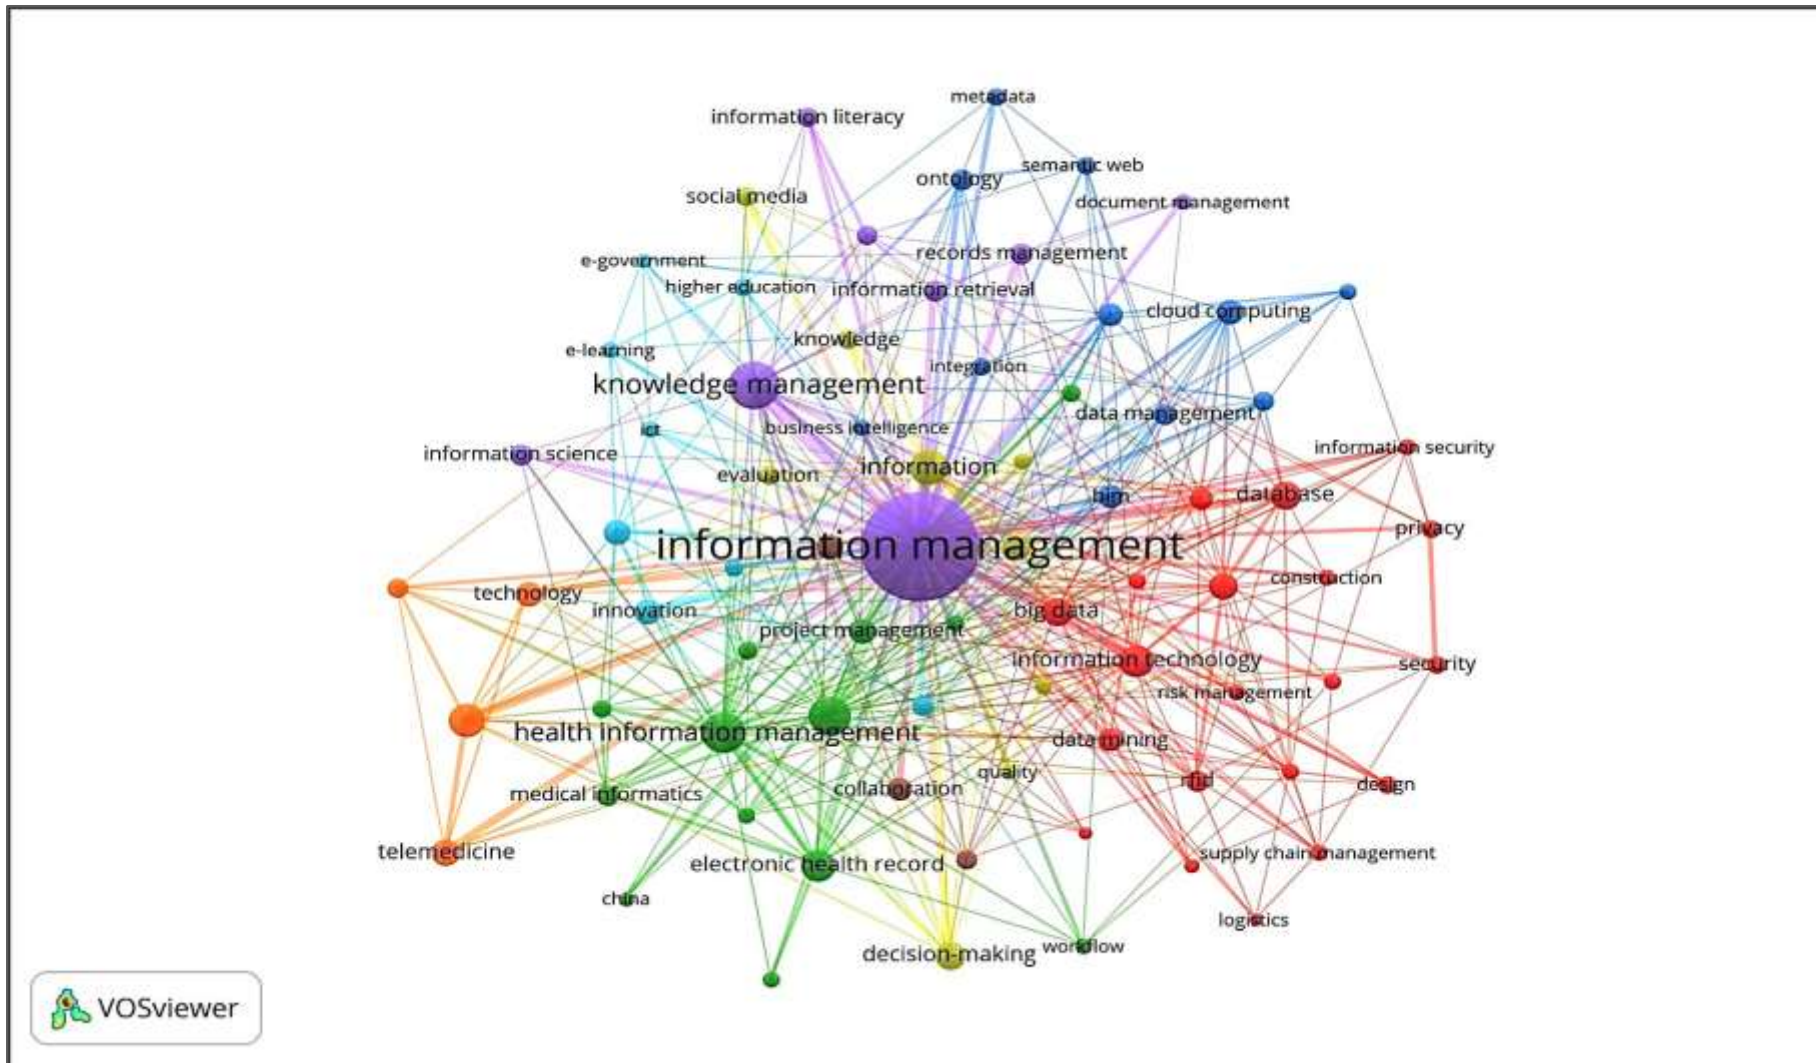 metadata
information literacy
semantic web
ontology
social media
document management
records management
e-government
higher education
information retrieval
cloud computing
knowledge
e-learning
integration
knowledge management
data management
business intelligence
ict
information security
information science
information
evaluation
bim
database
privacy
information management
construction
technology
innovation
big data
project management
information technology
security
risk management
health information management
data mining
quality
rfid
design
collaboration
medical informatics
telemedicine
supply chain management
electronic health record
china
logistics
workflow
decision-making
VOSviewer